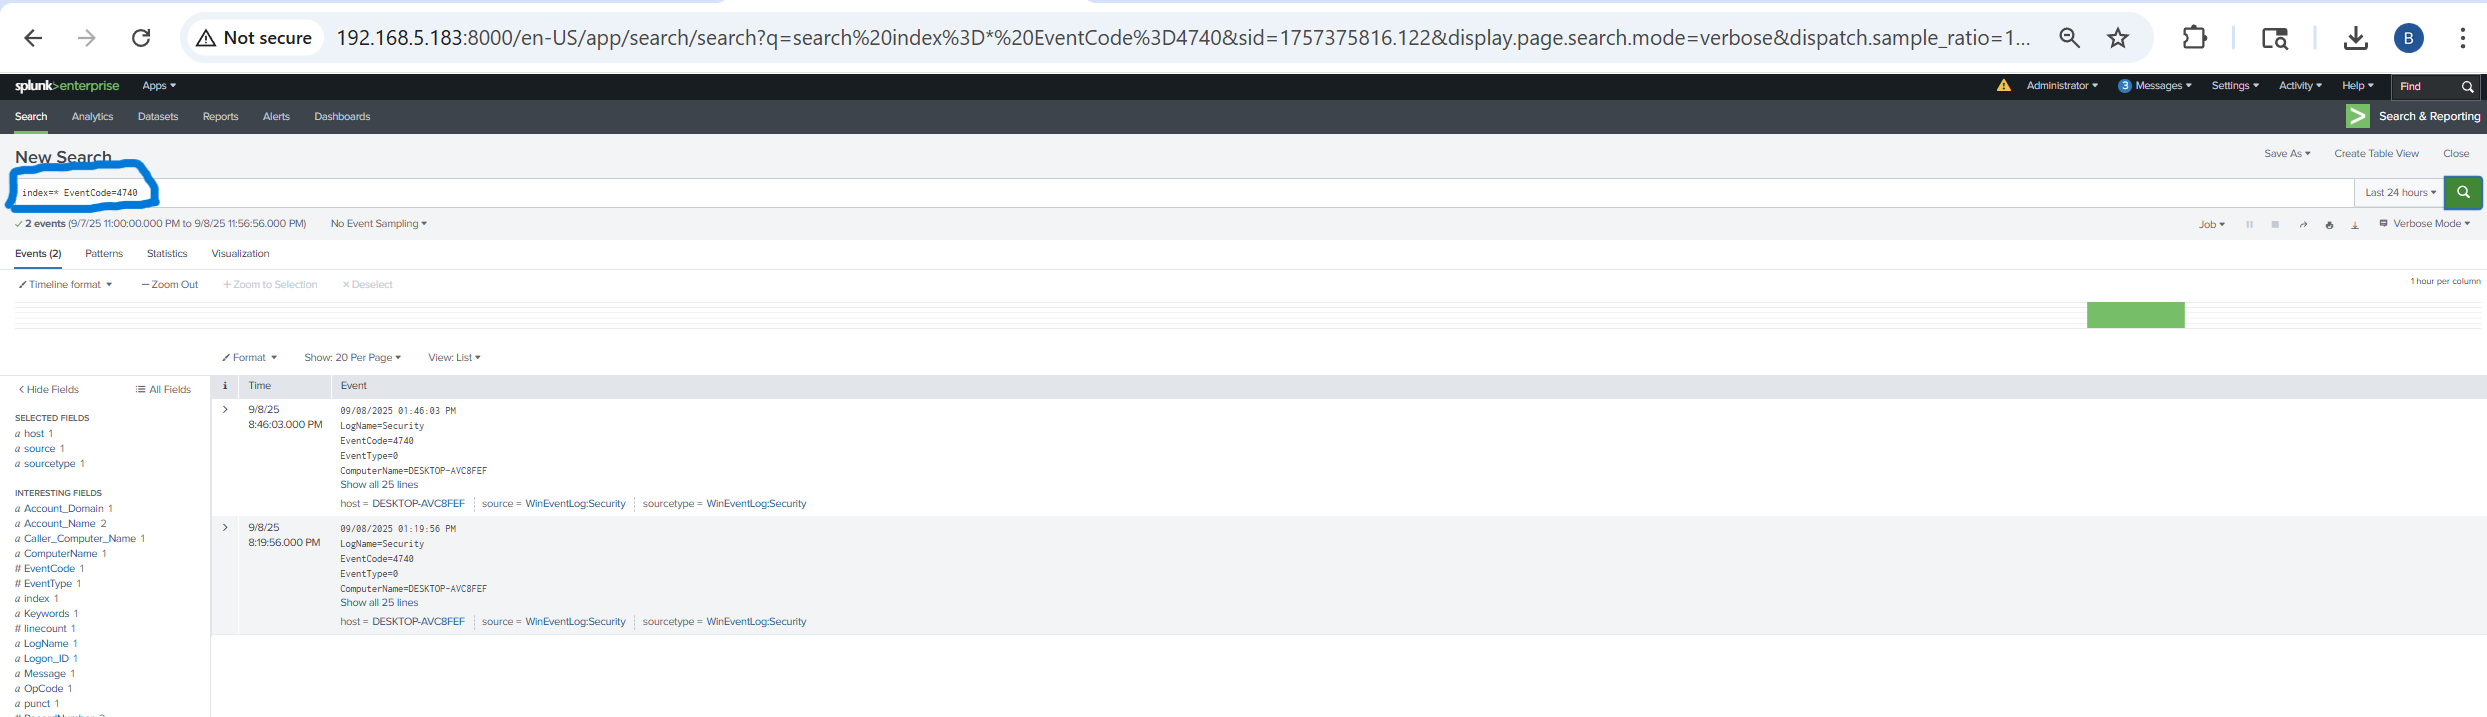 Not secure 192.168.5.183:8000/en-US/app/search/search?q=search%20index%3D*%20EventCode%3D4740&sid=1757375816.122&display.page.search.mode=verbose&dispatch.sample_ratio=1... B
splunk>enterprise Apps Administrator 3 Messages Settings Activity Help Find
Search Analytics Datasets Reports Alerts Dashboards Search & Reporting
New Search Save As Create Table View Close
index=* EventCode=4740 Last 24 hours
2 events (9/7/25 11:00:00.000 PM to 9/8/25 11:56:56.000 PM) No Event Sampling Job Verbose Mode
Events (2) Patterns Statistics Visualization
Timeline format Zoom Out Zoom to Selection Deselect 1 hour per column
Format Show: 20 Per Page View: List
Hide Fields All Fields
SELECTED FIELDS
a host 1
a source 1
a sourcetype 1
INTERESTING FIELDS
a Account_Domain 1
a Account_Name 2
a Caller_Computer_Name 1
a ComputerName 1
# EventCode 1
# EventType 1
a index 1
a Keywords 1
# linecount 1
a LogName 1
a Logon_ID 1
a Message 1
a OpCode 1
a punct 1
i Time Event
9/8/25 8:46:03.000 PM
09/08/2025 01:46:03 PM
LogName=Security
EventCode=4740
EventType=0
ComputerName=DESKTOP-AVC8FEF
Show all 25 lines
host = DESKTOP-AVC8FEF source = WinEventLog:Security sourcetype = WinEventLog:Security
9/8/25 8:19:56.000 PM
09/08/2025 01:19:56 PM
LogName=Security
EventCode=4740
EventType=0
ComputerName=DESKTOP-AVC8FEF
Show all 25 lines
host = DESKTOP-AVC8FEF source = WinEventLog:Security sourcetype = WinEventLog:Security